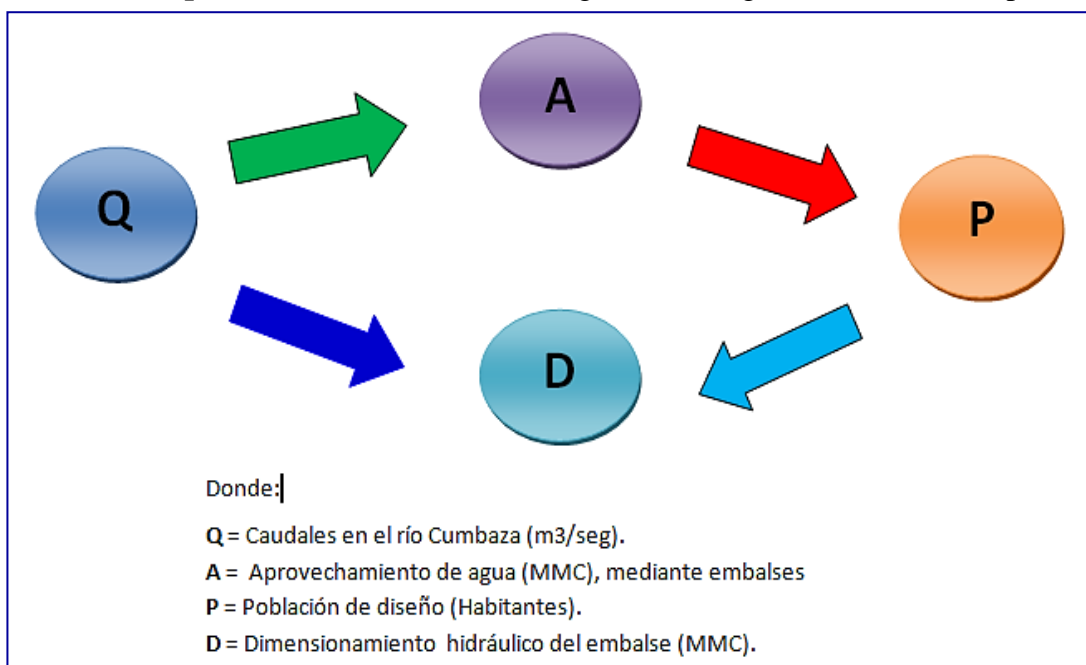 A
Q
P
D
Donde:
Q = Caudales en el río Cumbaza (m3/seg).
A = Aprovechamiento de agua (MMC), mediante embalses
P = Población de diseño (Habitantes).
D = Dimensionamiento hidráulico del embalse (MMC).